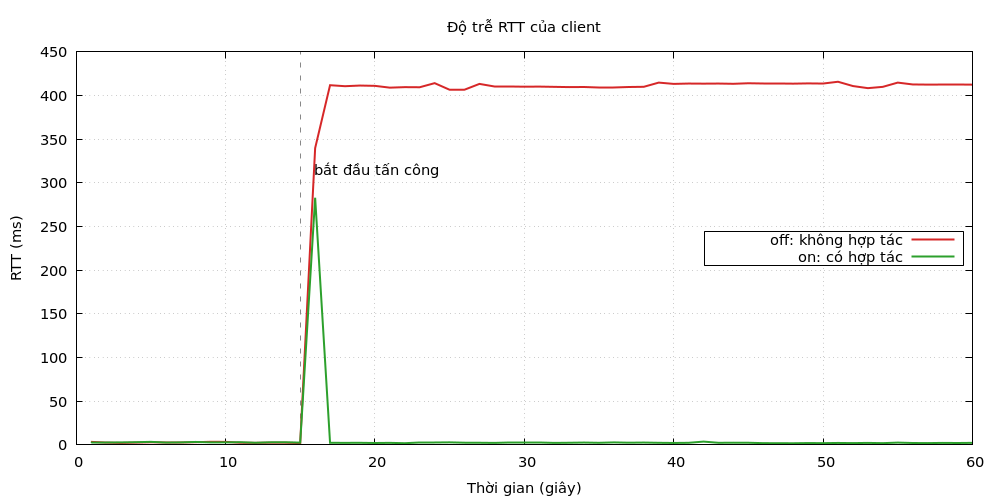 Độ trễ RTT của client
450
400
350
300
250
200
150
100
50
0
RTT (ms)
bắt đầu tấn công
off: không hợp tác
on: có hợp tác
0 10 20 30 40 50 60
Thời gian (giây)